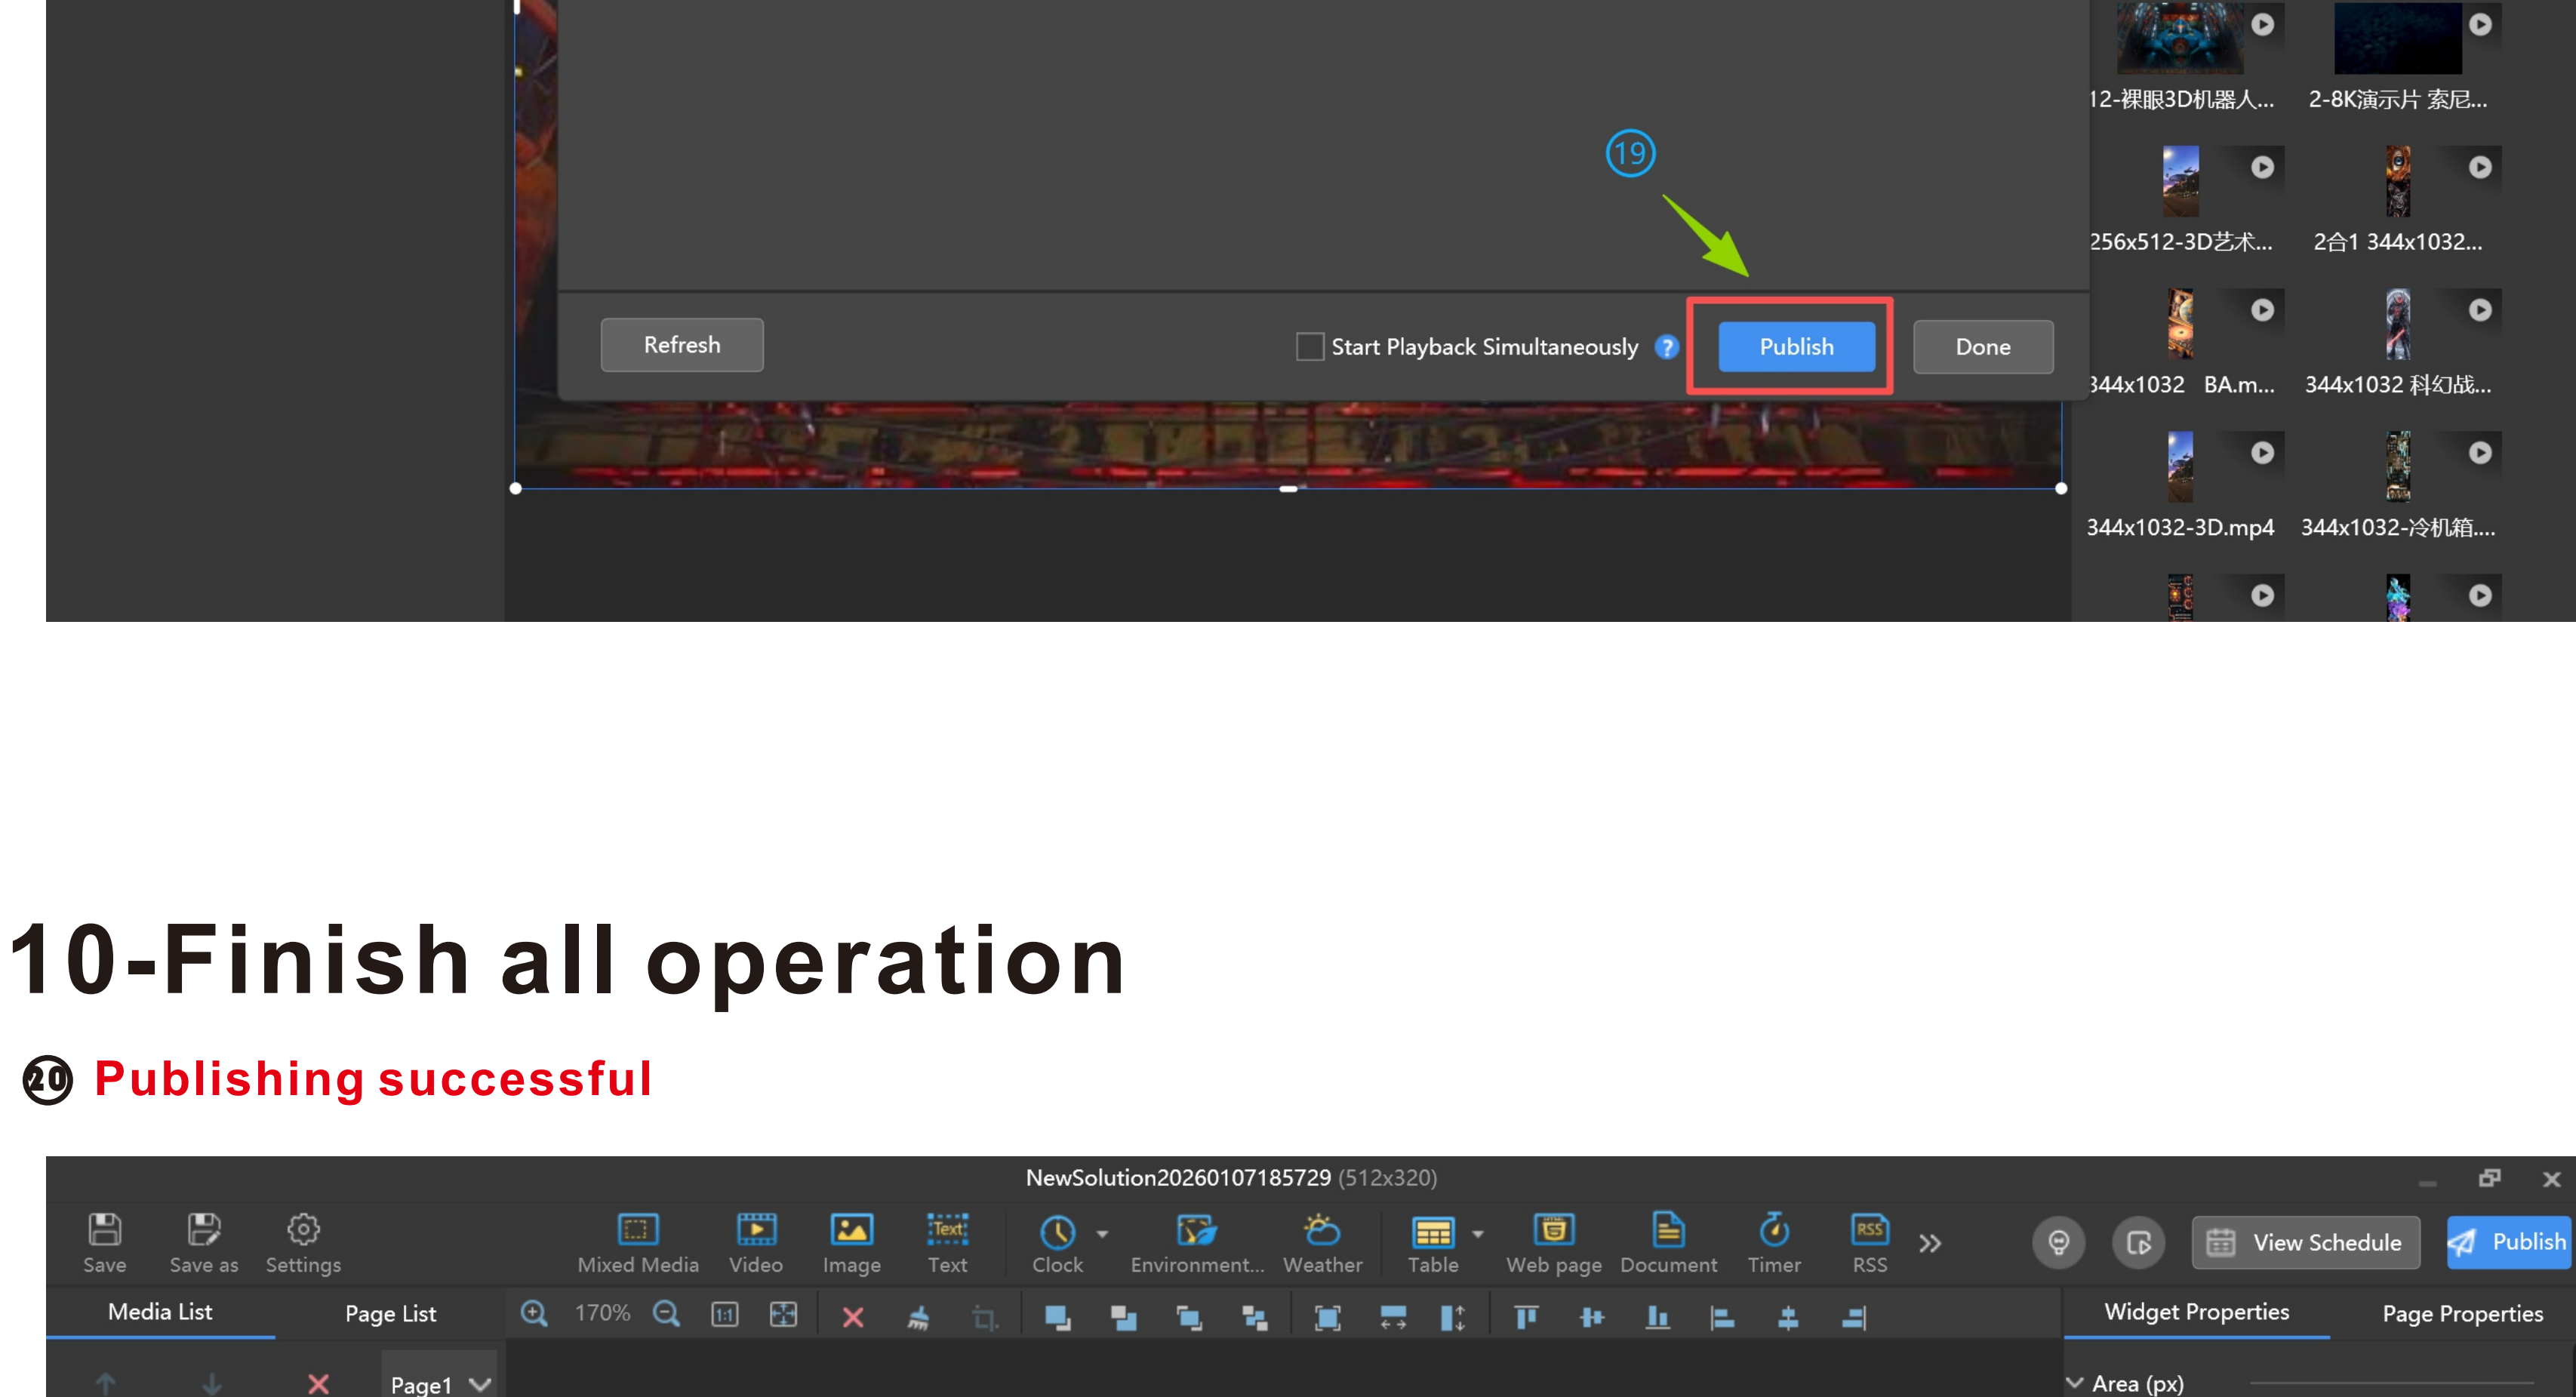 12-裸眼3D机器人...
2-8K演示片 索尼...
19
256x512-3D艺术...
2合1 344x1032...
Refresh
Start Playback Simultaneously ?
Publish
Done
344x1032 BA.m...
344x1032 科幻战...
344x1032-3D.mp4
344x1032-冷机箱....
10-Finish all operation
20 Publishing successful
NewSolution20260107185729 (512x320)
Save
Save as
Settings
Mixed Media
Video
Text
Image
Text
Clock
Environment...
Weather
Table
Web page
Document
Timer
RSS
RSS
View Schedule
Publish
Media List
Page List
170%
1:1
Widget Properties
Page Properties
Page1
Area (px)